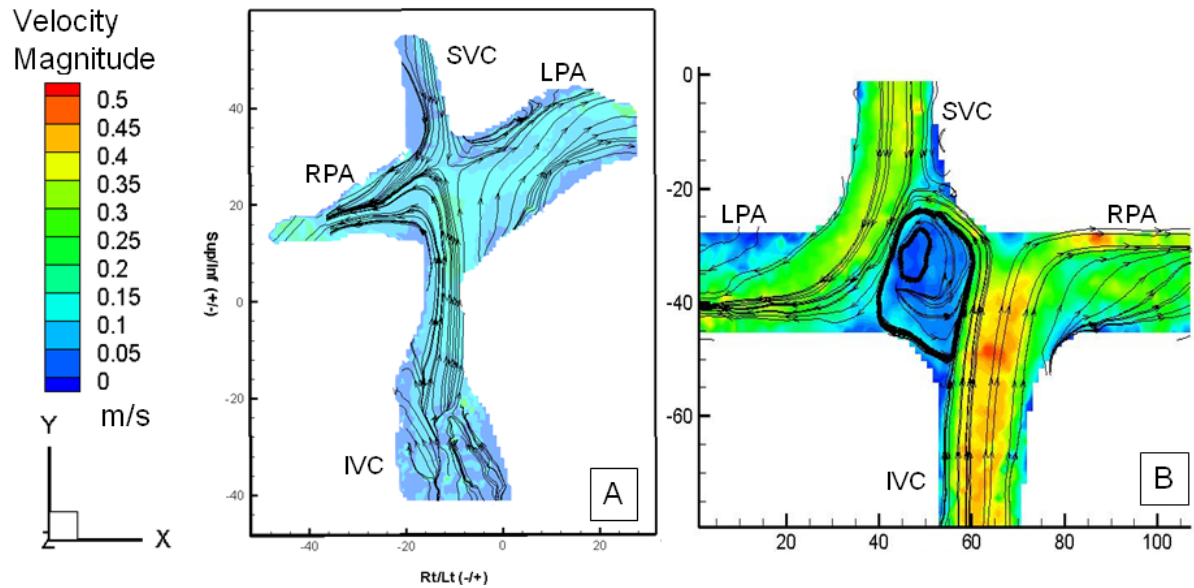 Velocity
Magnitude
0.5
0.45
0.4
0.35
0.3
0.25
0.2
0.15
0.1
0.05
0
m/s
Y
Z
X
SVC
LPA
RPA
IVC
A
40
20
0
-20
-40
Sup/Inf (-/+)
-40
-20
0
20
Rt/Lt (-/+)
SVC
LPA
RPA
IVC
B
0
-20
-40
-60
0
20
40
60
80
100